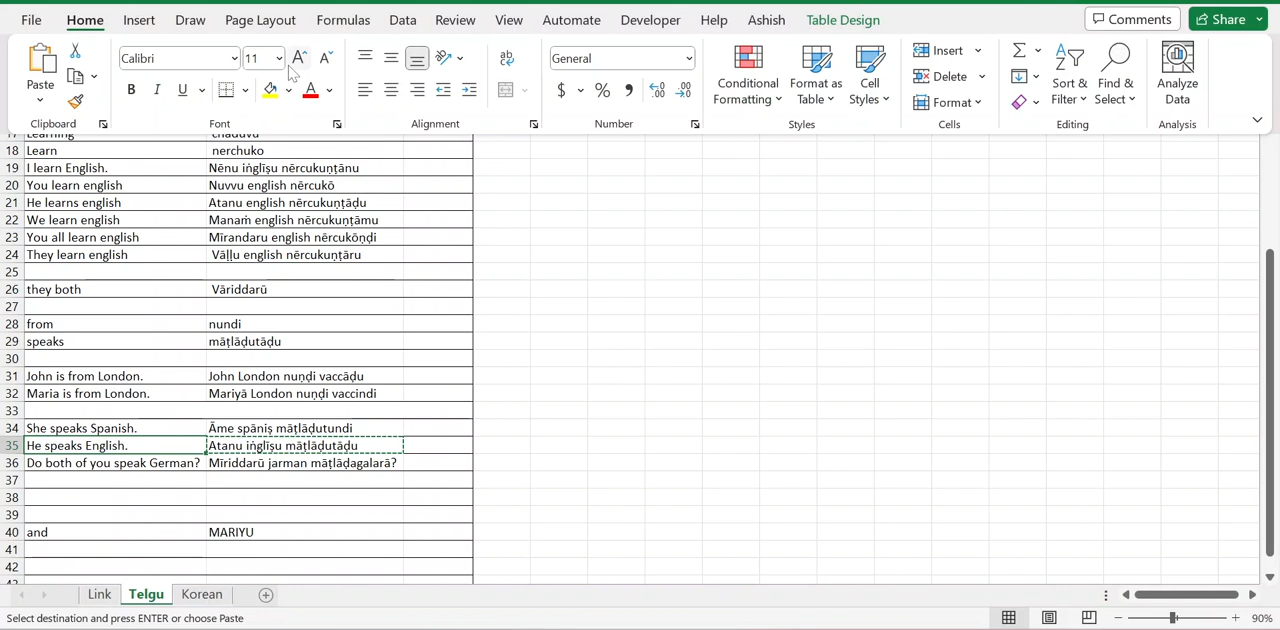 File Home Insert Draw Page Layout Formulas Data Review View Automate Developer Help Ashish Table Design Comments Share
Calibri 11 General
Paste
B I U $ %
Conditional Formatting
Format as Table
Cell Styles
Insert
Delete
Format
Sort & Filter
Find & Select
Analyze Data
Clipboard Font Alignment Number Styles Cells Editing Analysis
17 Learning chaduvu
18 Learn nerchuko
19 I learn English. Nēnu iṅglīṣu nērcukuṇṭānu
20 You learn english Nuvvu english nērcukō
21 He learns english Atanu english nērcukuṇṭāḍu
22 We learn english Manaṁ english nērcukuṇṭāmu
23 You all learn english Mīrandaru english nērcukōṇḍi
24 They learn english Vāḷḷu english nērcukuṇṭāru
25
26 they both Vāriddarū
27
28 from nundi
29 speaks māṭlāḍutāḍu
30
31 John is from London. John London nuṇḍi vaccāḍu
32 Maria is from London. Mariyā London nuṇḍi vaccindi
33
34 She speaks Spanish. Āme spāniṣ māṭlāḍutundi
35 He speaks English. Atanu iṅglīṣu māṭlāḍutāḍu
36 Do both of you speak German? Mīriddarū jarman māṭlāḍagalarā?
37
38
39
40 and MARIYU
41
42
Link Telgu Korean
Select destination and press ENTER or choose Paste 90%